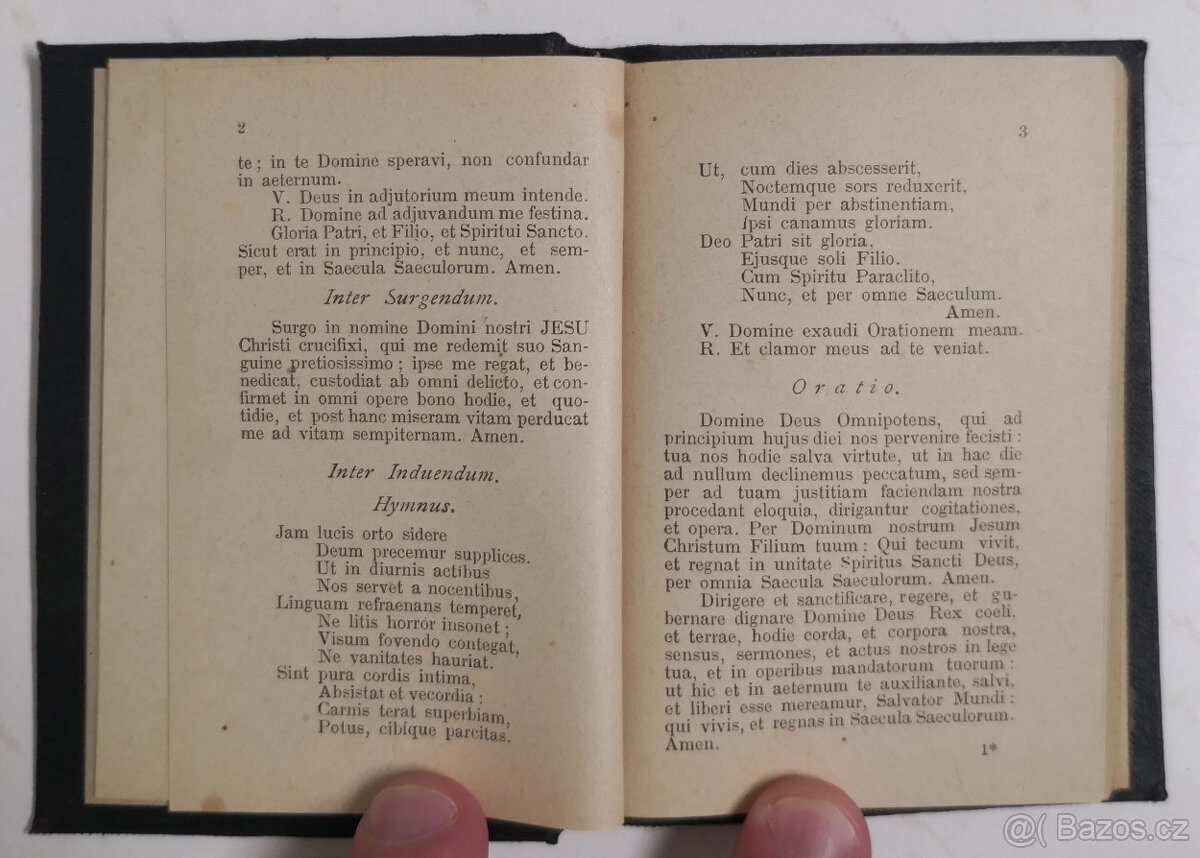 2
te; in te Domine speravi, non confundar
in aeternum.
V. Deus in adjutorium meum intende.
R. Domine ad adjuvandum me festina.
Gloria Patri, et Filio, et Spiritui Sancto.
Sicut erat in principio, et nunc, et sem-
per, et in Saecula Saeculorum. Amen.
Inter Surgendum.
Surgo in nomine Domini nostri JESU
Christi crucifixi, qui me redemit suo San-
guine pretiosissimo; ipse me regat, et be-
nedicat, custodiat ab omni delicto, et con-
firmet in omni opere bono hodie, et quo-
tidie, et post hanc miseram vitam perducat
me ad vitam sempiternam. Amen.
Inter Induendum.
Hymnus.
Jam lucis orto sidere
Deum precemur supplices.
Ut in diurnis actibus
Nos servet a nocentibus,
Linguam refraenans temperet,
Ne litis horror insonet;
Visum fovendo contegat,
Ne vanitates hauriat.
Sint pura cordis intima,
Absistat et vecordia:
Carnis terat superbiam,
Potus, cibique parcitas.
3
Ut, cum dies abscesserit,
Noctemque sors reduxerit,
Mundi per abstinentiam,
Ipsi canamus gloriam.
Deo Patri sit gloria,
Ejusque soli Filio.
Cum Spiritu Paraclito,
Nunc, et per omne Saeculum.
Amen.
V. Domine exaudi Orationem meam.
R. Et clamor meus ad te veniat.
Oratio.
Domine Deus Omnipotens, qui ad
principium hujus diei nos pervenire fecisti:
tua nos hodie salva virtute, ut in hac die
ad nullum declinemus peccatum, sed sem-
per ad tuam justitiam faciendam nostra
procedant eloquia, dirigantur cogitationes,
et opera. Per Dominum nostrum Jesum
Christum Filium tuum: Qui tecum vivit,
et regnat in unitate Spiritus Sancti Deus,
per omnia Saecula Saeculorum. Amen.
Dirigere et sanctificare, regere, et gu-
bernare dignare Domine Deus Rex coeli,
et terrae, hodie corda, et corpora nostra,
sensus, sermones, et actus nostros in lege
tua, et in operibus mandatorum tuorum:
ut hic et in aeternum te auxiliante, salvi,
et liberi esse mereamur, Salvator Mundi:
qui vivis, et regnas in Saecula Saeculorum.
Amen.
1*
@( Bazos.cz